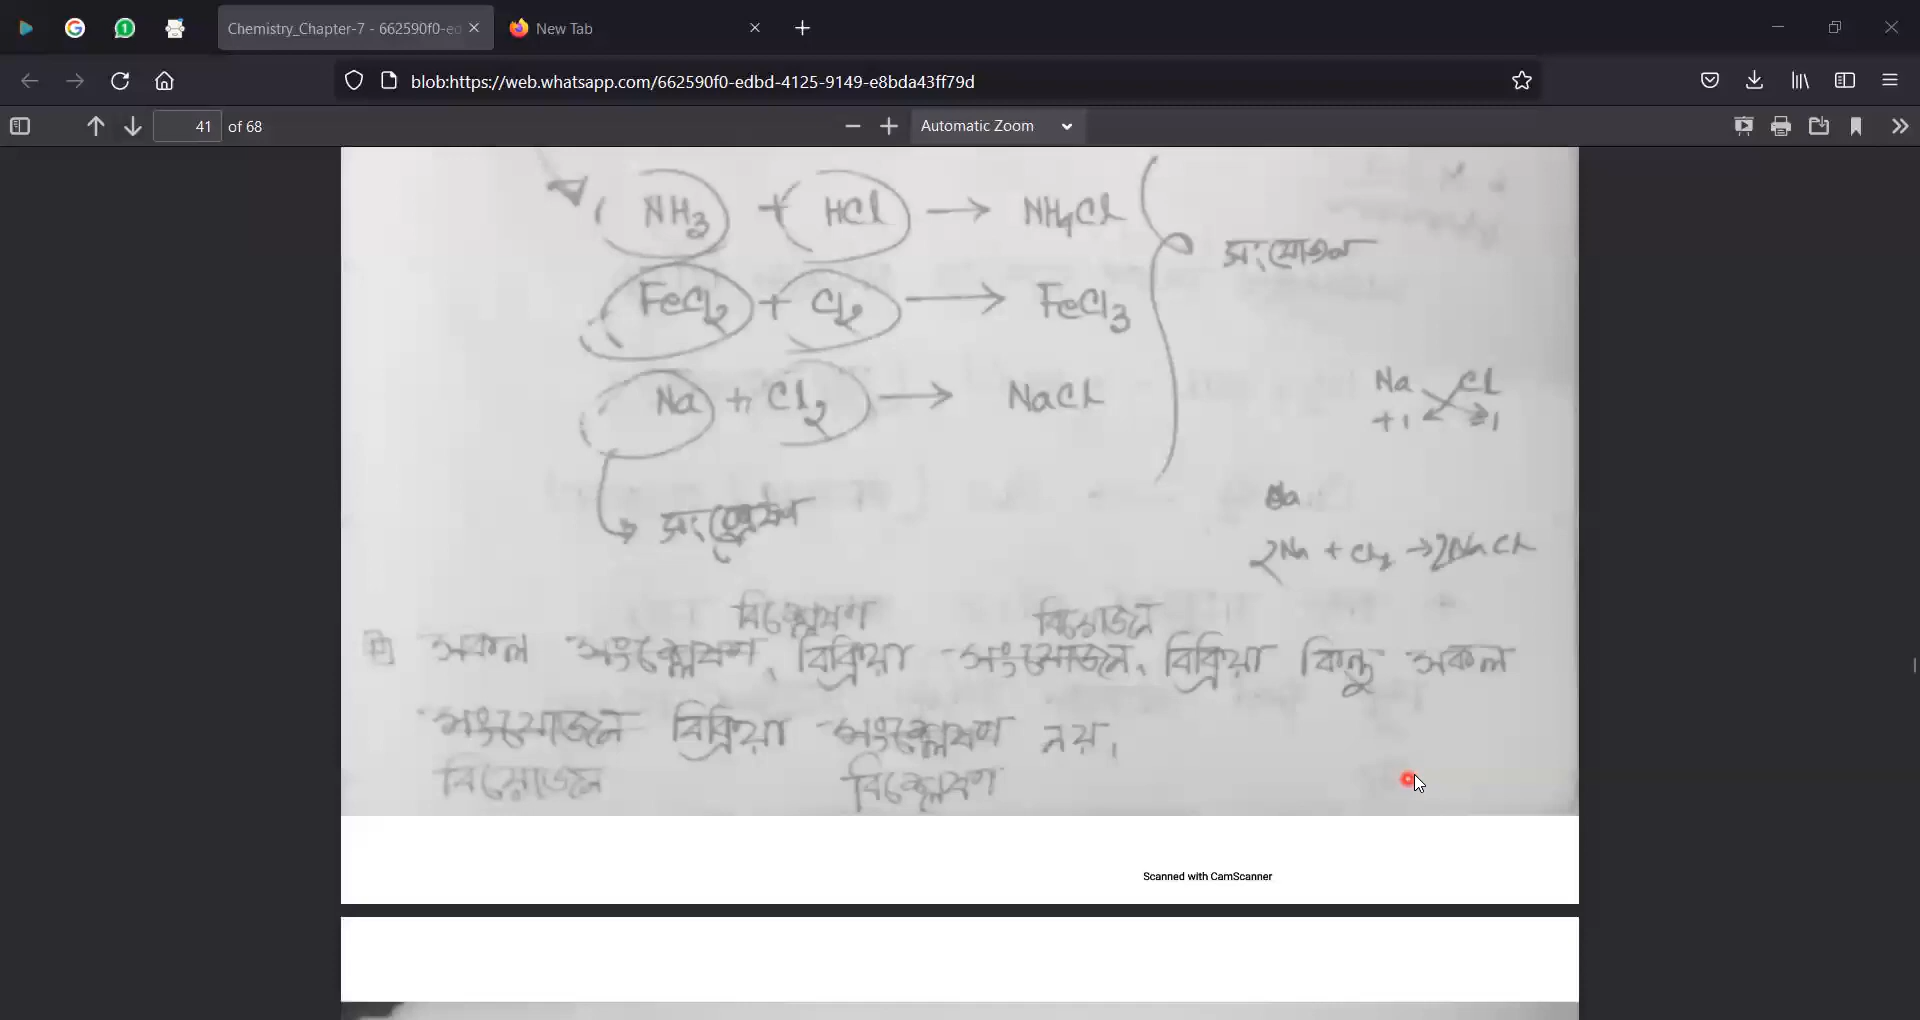 Chemistry_Chapter-7 - 662590f0-ed
New Tab
blob:https://web.whatsapp.com/662590f0-edbd-4125-9149-e8bda43ff79d
41 of 68
Automatic Zoom
NH3 + HCl → NH4Cl
সংযোজন
FeCl2 + Cl2 → FeCl3
Na + Cl2 → NaCl
Na Cl
+1 -1
সংশ্লেষণ
2Na + Cl2 → 2NaCl
বিশ্লেষণ বিয়োজন
সকল সংশ্লেষণ বিক্রিয়া সংযোজন বিক্রিয়া কিন্তু সকল
সংযোজন বিক্রিয়া সংশ্লেষণ নয়।
বিয়োজন বিশ্লেষণ
Scanned with CamScanner